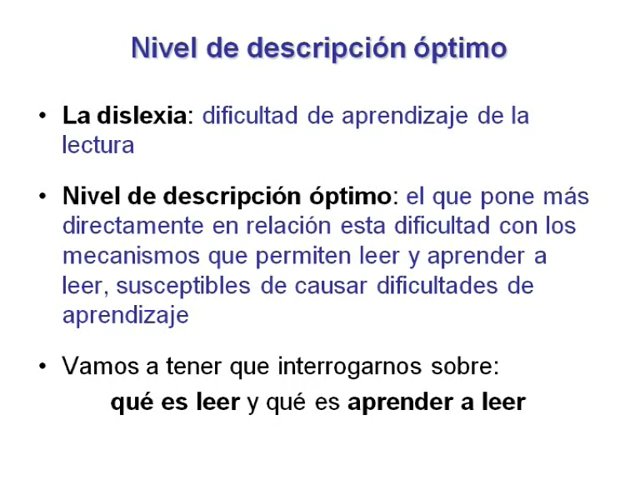 Nivel de descripción óptimo
• La dislexia: dificultad de aprendizaje de la
lectura
• Nivel de descripción óptimo: el que pone más
directamente en relación esta dificultad con los
mecanismos que permiten leer y aprender a
leer, susceptibles de causar dificultades de
aprendizaje
• Vamos a tener que interrogarnos sobre:
qué es leer y qué es aprender a leer